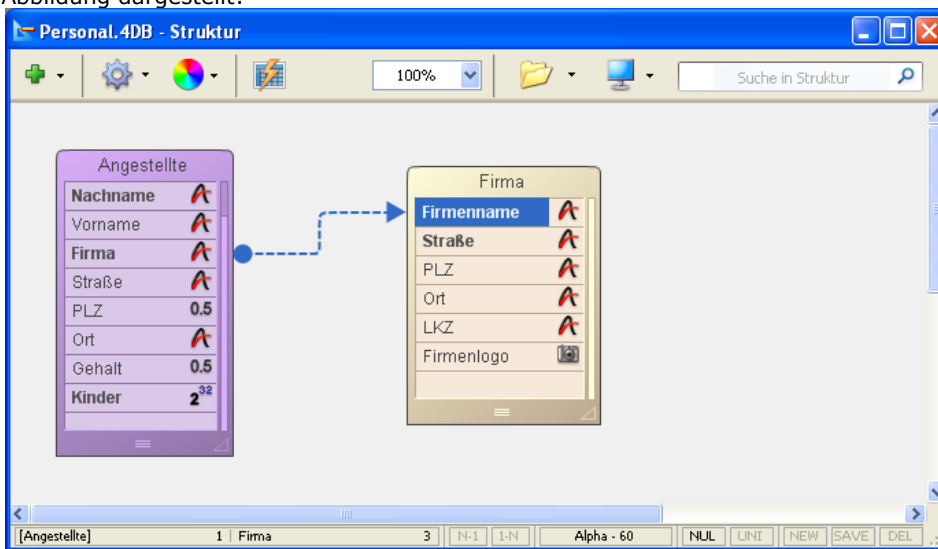 Abbildung dargestellt:
Personal.4DB - Struktur
100%
Suche in Struktur
Angestellte
Nachname
Vorname
Firma
Straße
PLZ 0.5
Ort
Gehalt 0.5
Kinder 2³²
Firma
Firmenname
Straße
PLZ
Ort
LKZ
Firmenlogo
[Angestellte] 1 | Firma 3 N-1 1-N Alpha - 60 NUL UNI NEW SAVE DEL